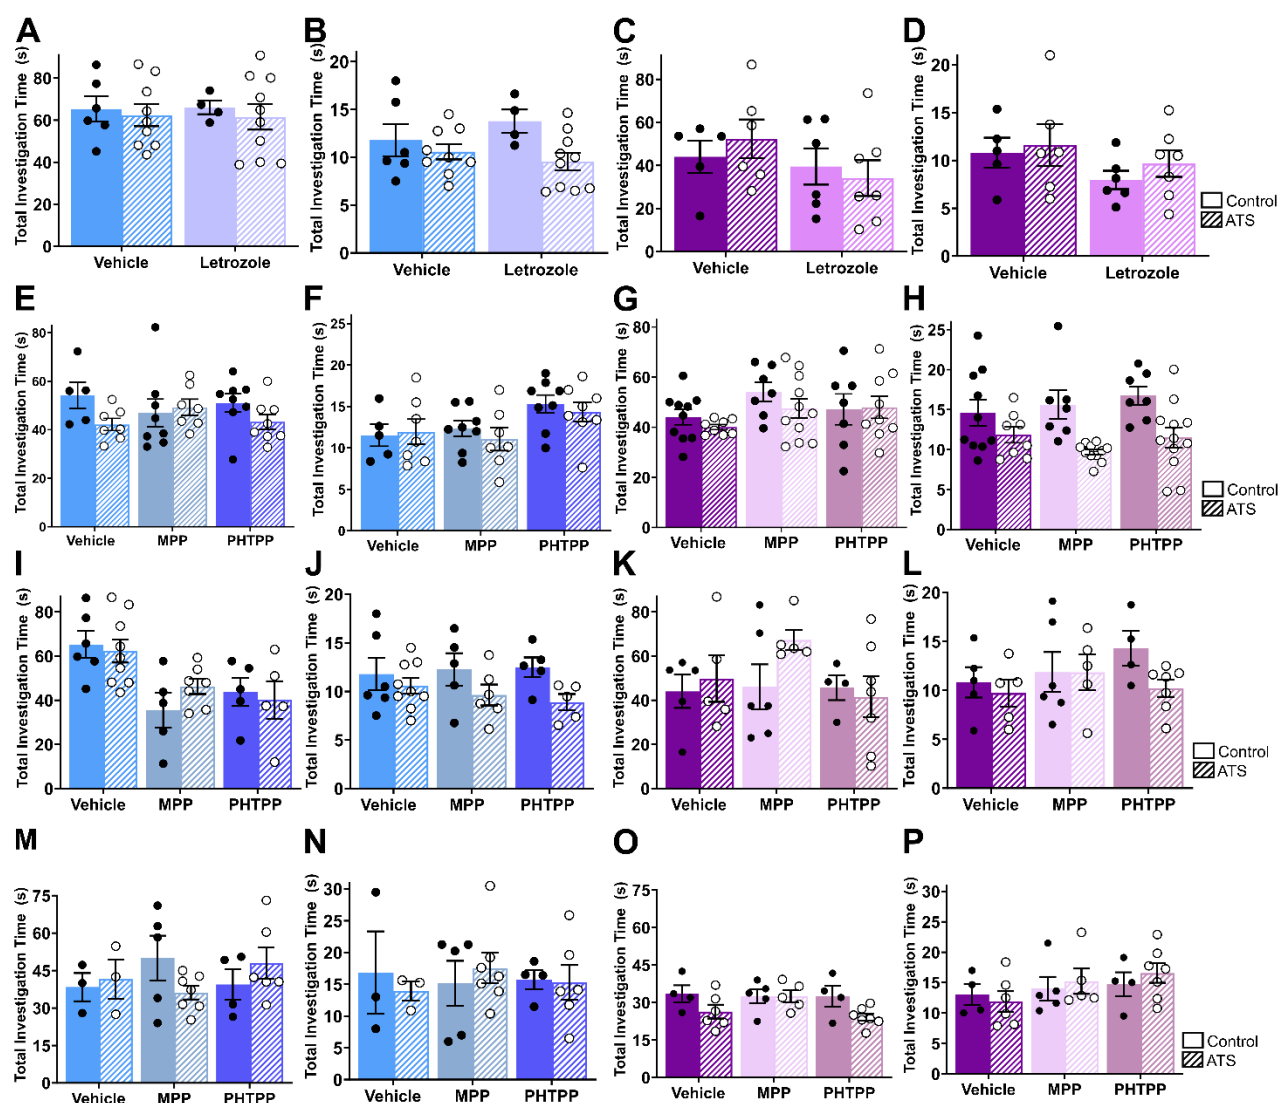 A
Total Investigation Time (s)
80
60
40
20
0
Vehicle
Letrozole
B
Total Investigation Time (s)
20
15
10
5
0
Vehicle
Letrozole
C
Total Investigation Time (s)
80
60
40
20
0
Vehicle
Letrozole
D
Total Investigation Time (s)
20
15
10
5
0
Vehicle
Letrozole
Control
ATS
E
Total Investigation Time (s)
80
60
40
20
0
Vehicle
MPP
PHTPP
F
Total Investigation Time (s)
25
20
15
10
5
0
Vehicle
MPP
PHTPP
G
Total Investigation Time (s)
80
60
40
20
0
Vehicle
MPP
PHTPP
H
Total Investigation Time (s)
25
20
15
10
5
0
Vehicle
MPP
PHTPP
Control
ATS
I
Total Investigation Time (s)
80
60
40
20
0
Vehicle
MPP
PHTPP
J
Total Investigation Time (s)
20
15
10
5
0
Vehicle
MPP
PHTPP
K
Total Investigation Time (s)
80
60
40
20
0
Vehicle
MPP
PHTPP
L
Total Investigation Time (s)
20
15
10
5
0
Vehicle
MPP
PHTPP
Control
ATS
M
Total Investigation Time (s)
75
60
45
30
15
0
Vehicle
MPP
PHTPP
N
Total Investigation Time (s)
30
25
20
15
10
5
0
Vehicle
MPP
PHTPP
O
Total Investigation Time (s)
75
60
45
30
15
0
Vehicle
MPP
PHTPP
P
Total Investigation Time (s)
30
25
20
15
10
5
0
Vehicle
MPP
PHTPP
Control
ATS